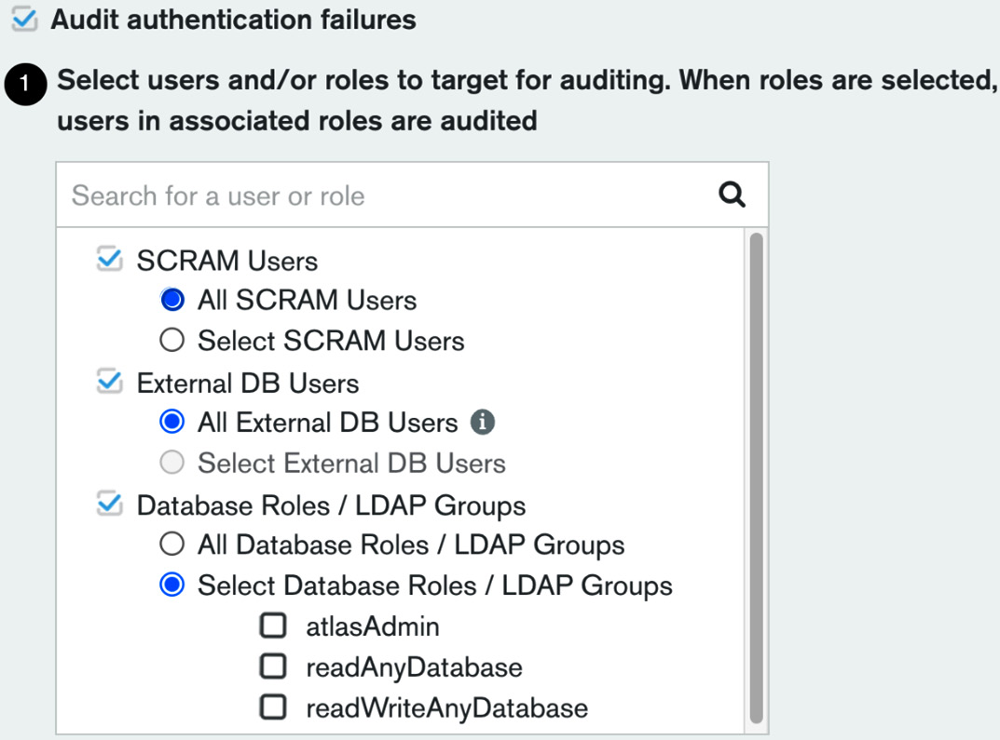 Audit authentication failures
1 Select users and/or roles to target for auditing. When roles are selected,
users in associated roles are audited
Search for a user or role
SCRAM Users
All SCRAM Users
Select SCRAM Users
External DB Users
All External DB Users i
Select External DB Users
Database Roles / LDAP Groups
All Database Roles / LDAP Groups
Select Database Roles / LDAP Groups
atlasAdmin
readAnyDatabase
readWriteAnyDatabase